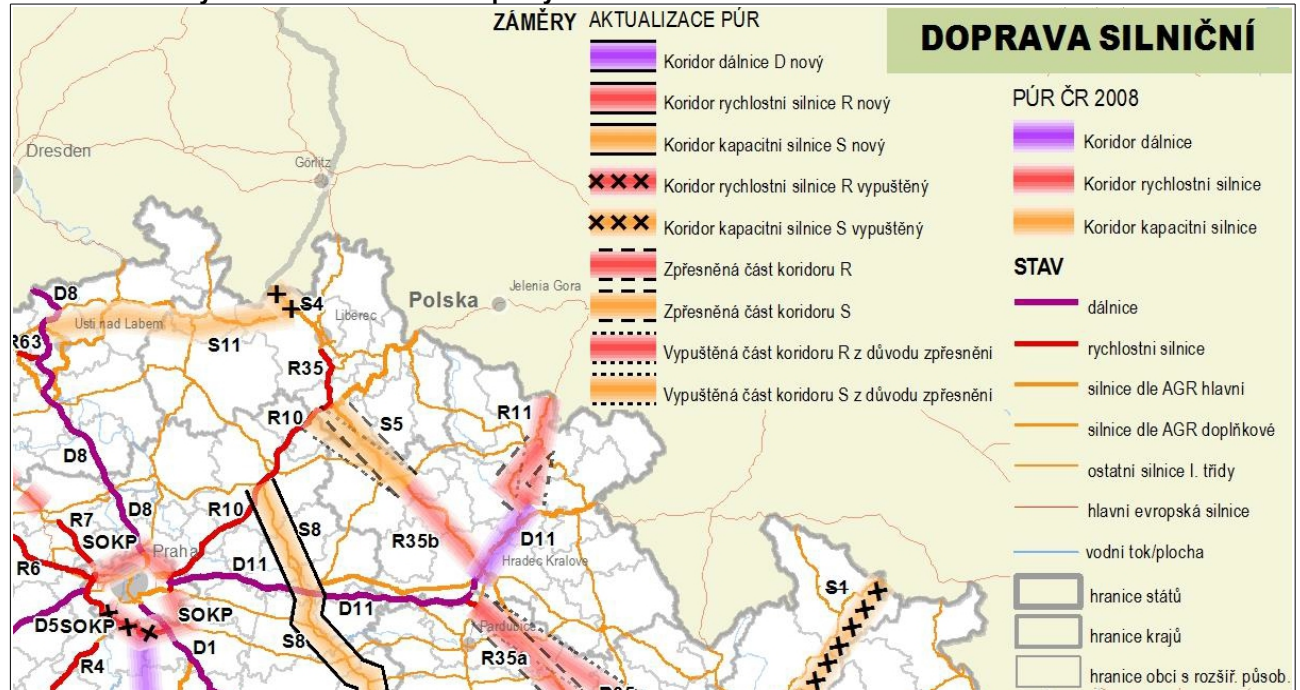 ZÁMĚRY AKTUALIZACE PÚR
Koridor dálnice D nový
Koridor rychlostní silnice R nový
Koridor kapacitní silnice S nový
Koridor rychlostní silnice R vypuštěný
Koridor kapacitní silnice S vypuštěný
Zpřesněná část koridoru R
Zpřesněná část koridoru S
Vypuštěná část koridoru R z důvodu zpřesnění
Vypuštěná část koridoru S z důvodu zpřesnění
DOPRAVA SILNIČNÍ
PÚR ČR 2008
Koridor dálnice
Koridor rychlostní silnice
Koridor kapacitní silnice
STAV
dálnice
rychlostní silnice
silnice dle AGR hlavní
silnice dle AGR doplňkové
ostatní silnice I. třídy
hlavní evropská silnice
vodní tok/plocha
hranice států
hranice krajů
hranice obcí s rozšíř. působ.
Dresden
Görlitz
Polska
Jelenia Gora
D8
S4
Usti nad Labem
Liberec
R63
S11
R35
R10
S5
R11
D8
R7
D8
R10
S8
R35b
D11
SOKP
Praha
D11
Hradec Kralove
R6
D11
S1
D5
SOKP
SOKP
D1
S8
Pardubice
R4
R35a